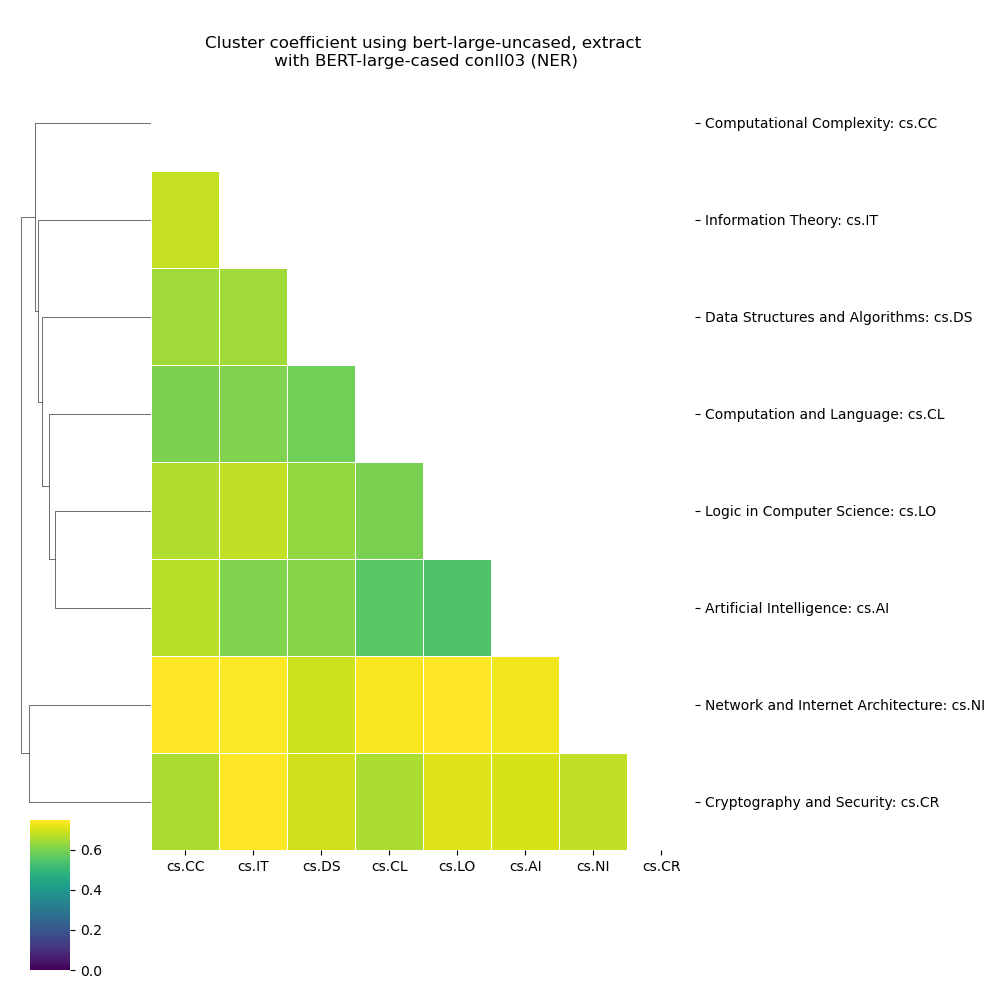 Cluster coefficient using bert-large-uncased, extract
with BERT-large-cased conll03 (NER)
Computational Complexity: cs.CC
Information Theory: cs.IT
Data Structures and Algorithms: cs.DS
Computation and Language: cs.CL
Logic in Computer Science: cs.LO
Artificial Intelligence: cs.AI
Network and Internet Architecture: cs.NI
Cryptography and Security: cs.CR
cs.CC cs.IT cs.DS cs.CL cs.LO cs.AI cs.NI cs.CR
0.6
0.4
0.2
0.0